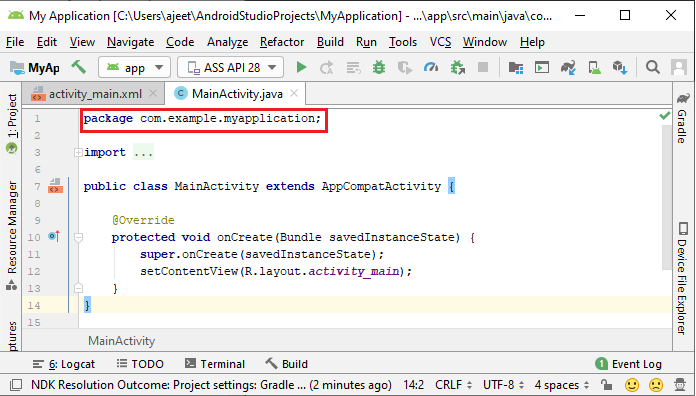 My Application [C:\Users\ajeet\AndroidStudioProjects\MyApplication] - ...\app\src\main\java\co...
File Edit View Navigate Code Analyze Refactor Build Run Tools VCS Window
MyAp app ASS API 28
activity_main.xml MainActivity.java
1 package com.example.myapplication;
2
3 import ...
6
7 public class MainActivity extends AppCompatActivity {
8
9 @Override
10 protected void onCreate(Bundle savedInstanceState) {
11 super.onCreate(savedInstanceState);
12 setContentView(R.layout.activity_main);
13 }
14 }
15
1: Project
Resource Manager
ptures
Gradle
Device File Explorer
MainActivity
6: Logcat TODO Terminal Build 1 Event Log
NDK Resolution Outcome: Project settings: Gradle ... (2 minutes ago) 14:2 CRLF UTF-8 4 spaces